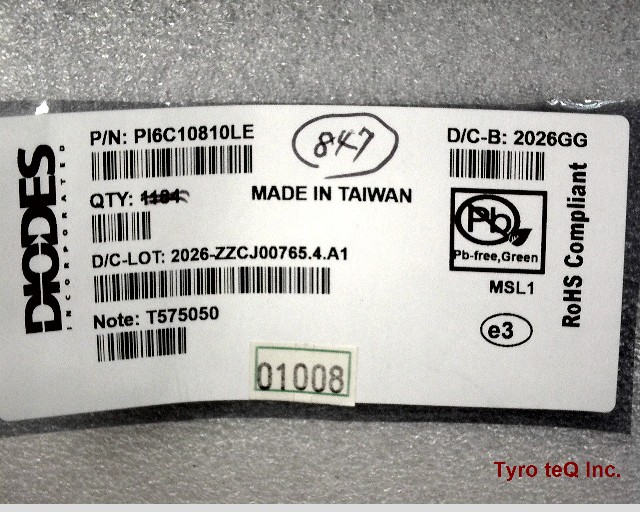 DIODES
INCORPORATED
P/N: PI6C10810LE
847
D/C-B: 2026GG
QTY: 1184
MADE IN TAIWAN
Pb
Pb-free,Green
D/C-LOT: 2026-ZZCJ00765.4.A1
MSL1
RoHS Compliant
Note: T575050
e3
01008
Tyro teQ Inc.